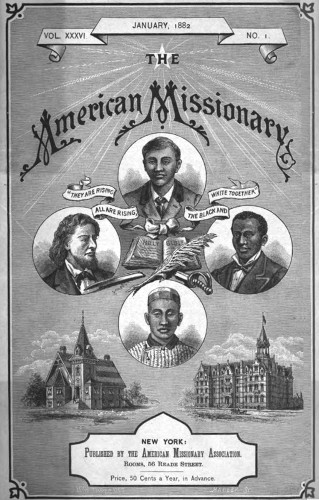 JANUARY, 1882.
VOL. XXXVI.
NO. 1.
THE
American Missionary
"THEY ARE RISING
ALL ARE RISING,
THE BLACK AND
WHITE TOGETHER"
HOLY BIBLE
NEW YORK:
PUBLISHED BY THE AMERICAN MISSIONARY ASSOCIATION.
ROOMS, 56 READE STREET.
Price, 50 Cents a Year, in Advance.